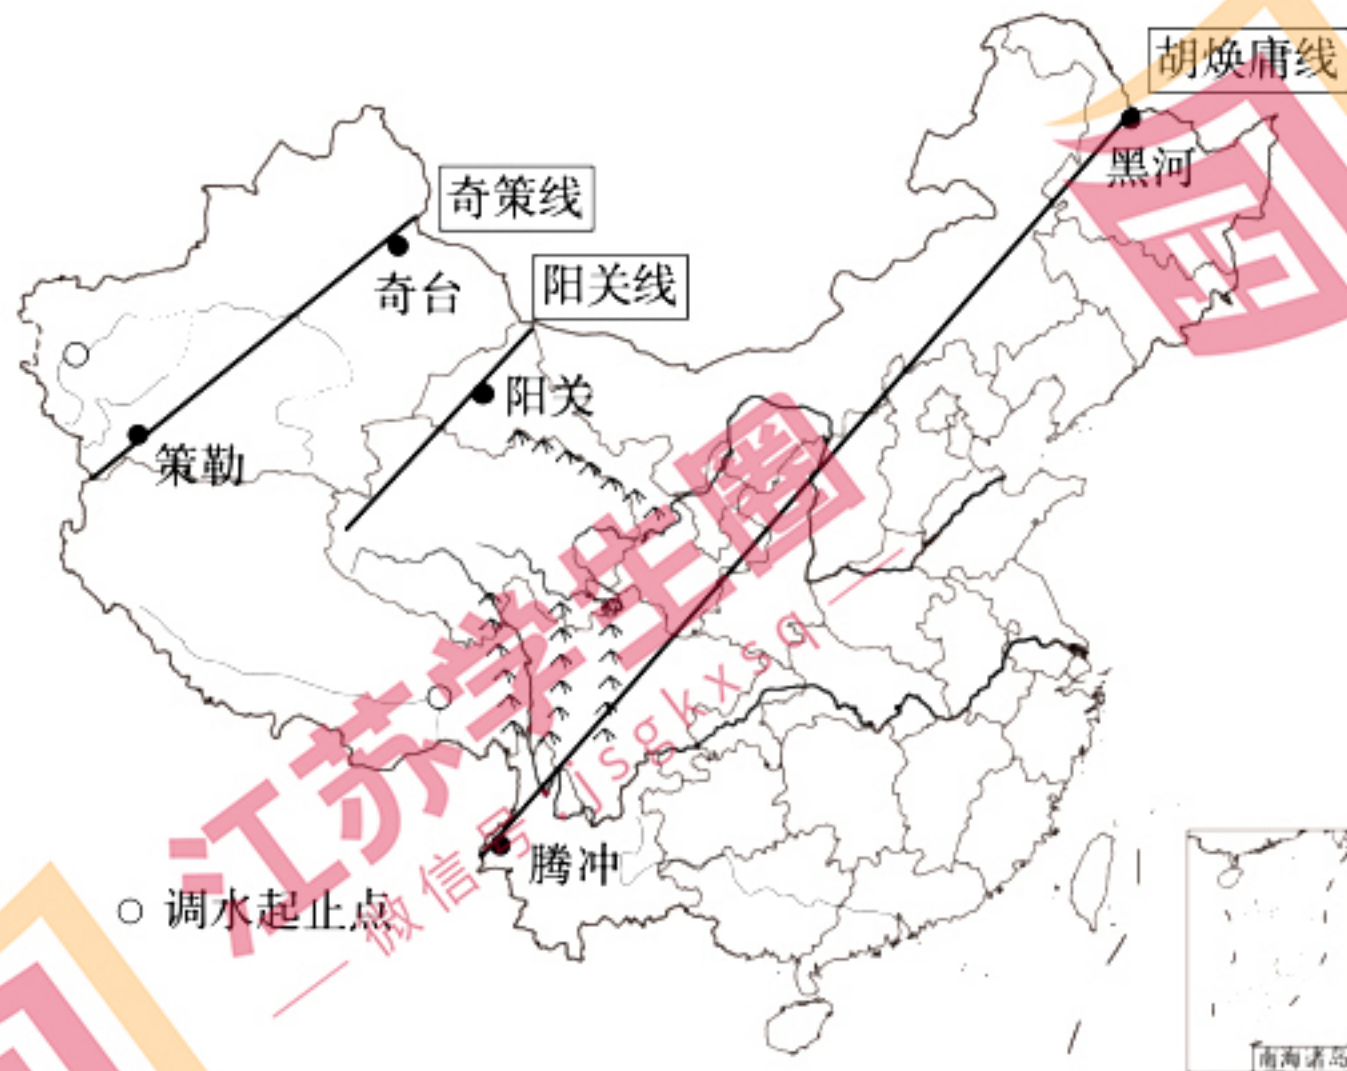 胡焕庸线
黑河
奇策线
奇台
阳关线
阳关
策勒
腾冲
○ 调水起止点
南海诸岛
江苏学生圈
微信号:jsgkxsq